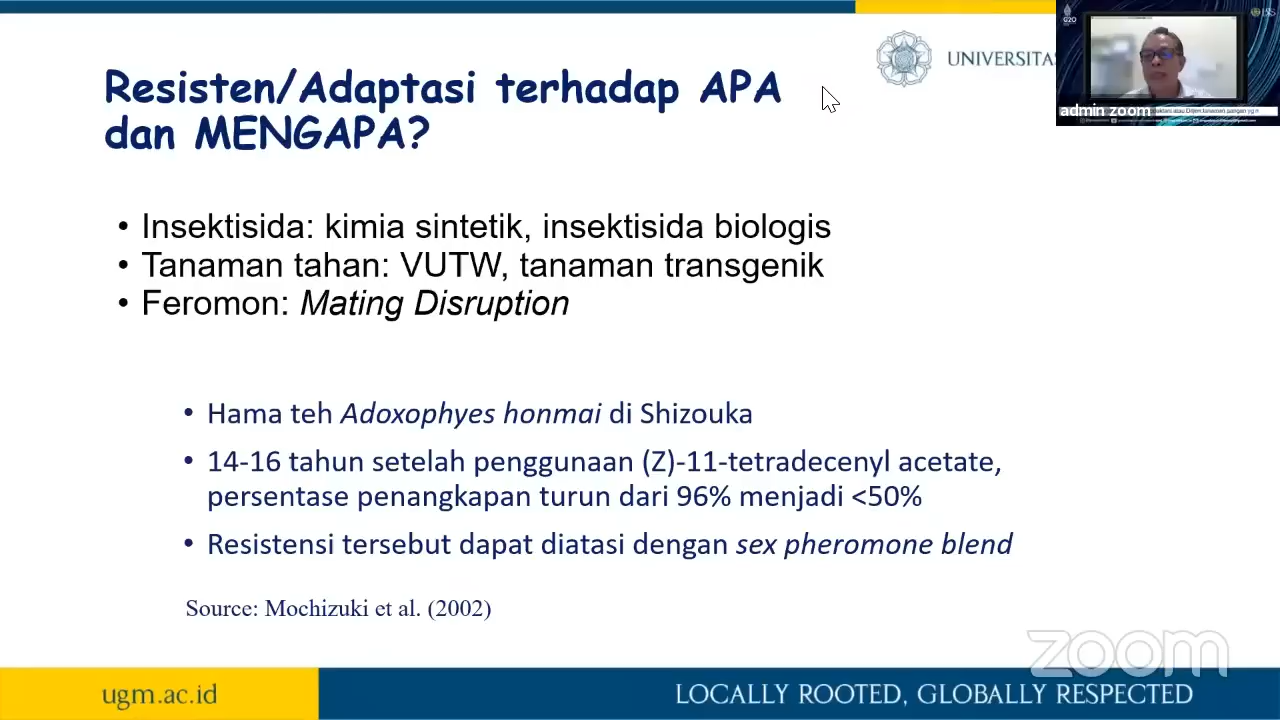 Resisten/Adaptasi terhadap APA
dan MENGAPA?
UNIVERSITAS
G20
admin zoom
• Insektisida: kimia sintetik, insektisida biologis
• Tanaman tahan: VUTW, tanaman transgenik
• Feromon: Mating Disruption
• Hama teh Adoxophyes honmai di Shizouka
• 14-16 tahun setelah penggunaan (Z)-11-tetradecenyl acetate,
persentase penangkapan turun dari 96% menjadi <50%
• Resistensi tersebut dapat diatasi dengan sex pheromone blend
Source: Mochizuki et al. (2002)
zoom
ugm.ac.id
LOCALLY ROOTED, GLOBALLY RESPECTED